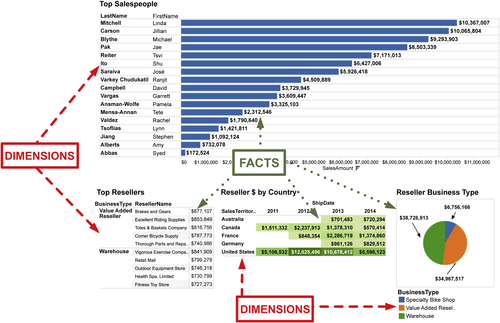 Top Salespeople
LastName FirstName
Mitchell Linda $10,367,007
Carson Jillian $10,065,804
Blythe Michael $9,293,903
Pak Jae $8,503,339
Reiter Tsvi $7,171,013
Ito Shu $6,427,006
Saraiva José $5,926,418
Varkey Chudukatil Ranjit $4,509,889
Campbell David $3,729,945
Vargas Garrett $3,609,447
Ansman-Wolfe Pamela $3,325,103
Mensa-Annan Tete $2,312,546
Valdez Rachel $1,790,640
Tsoflias Lynn $1,421,811
Jiang Stephen $1,092,124
Alberts Amy $732,078
Abbas Syed $172,524
$0 $1,000,000 $2,000,000 $3,000,000 $4,000,000 $5,000,000 $6,000,000 $7,000,000 $8,000,000 $9,000,000 $10,000,000 $11,000,000
SalesAmount
DIMENSIONS
FACTS
Top Resellers
BusinessType ResellerName
Value Added Reseller
Brakes and Gears $877,107
Excellent Riding Supplies $853,849
Totes & Baskets Company $816,756
Corner Bicycle Supply $787,773
Thorough Parts and Repa.. $740,986
Warehouse Vigorous Exercise Compa.. $841,909
Retail Mall $799,278
Outdoor Equipment Store $746,318
Health Spa, Limited $730,799
Fitness Toy Store $727,273
Reseller $ by Country
ShipDate
SalesTerritor.. 2011 2012 2013 2014
Australia $701,483 $720,294
Canada $1,511,332 $2,237,913 $1,378,310 $870,414
France $848,354 $2,286,719 $1,374,860
Germany $961,126 $829,512
United States $5,106,532 $12,625,496 $10,678,412 $5,596,123
DIMENSIONS
Reseller Business Type
$6,756,166
$38,726,913
$34,967,517
BusinessType
Specialty Bike Shop
Value Added Resel..
Warehouse